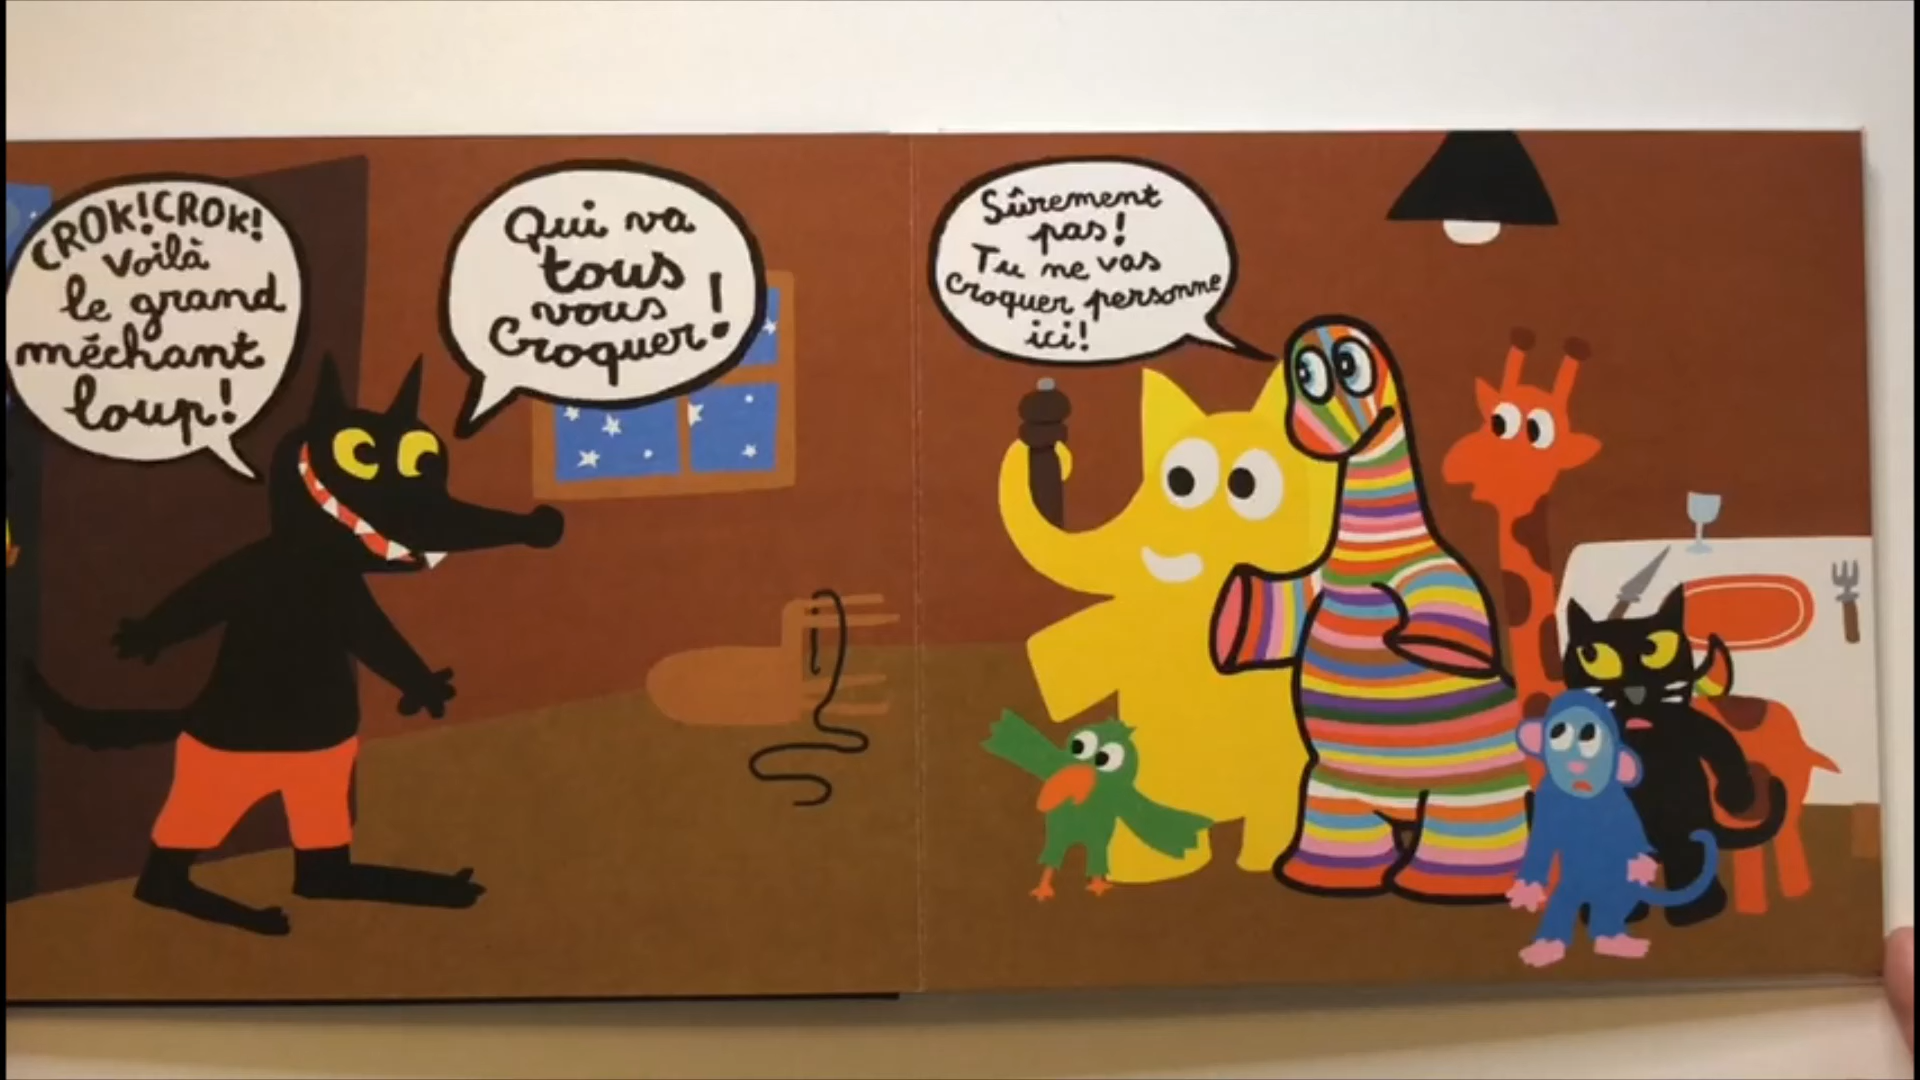 CROK! CROK!
Voilà
le grand
méchant
loup!
Qui va
tous
vous
Croquer!
Sûrement
pas!
Tu ne vas
Croquer personne
ici!